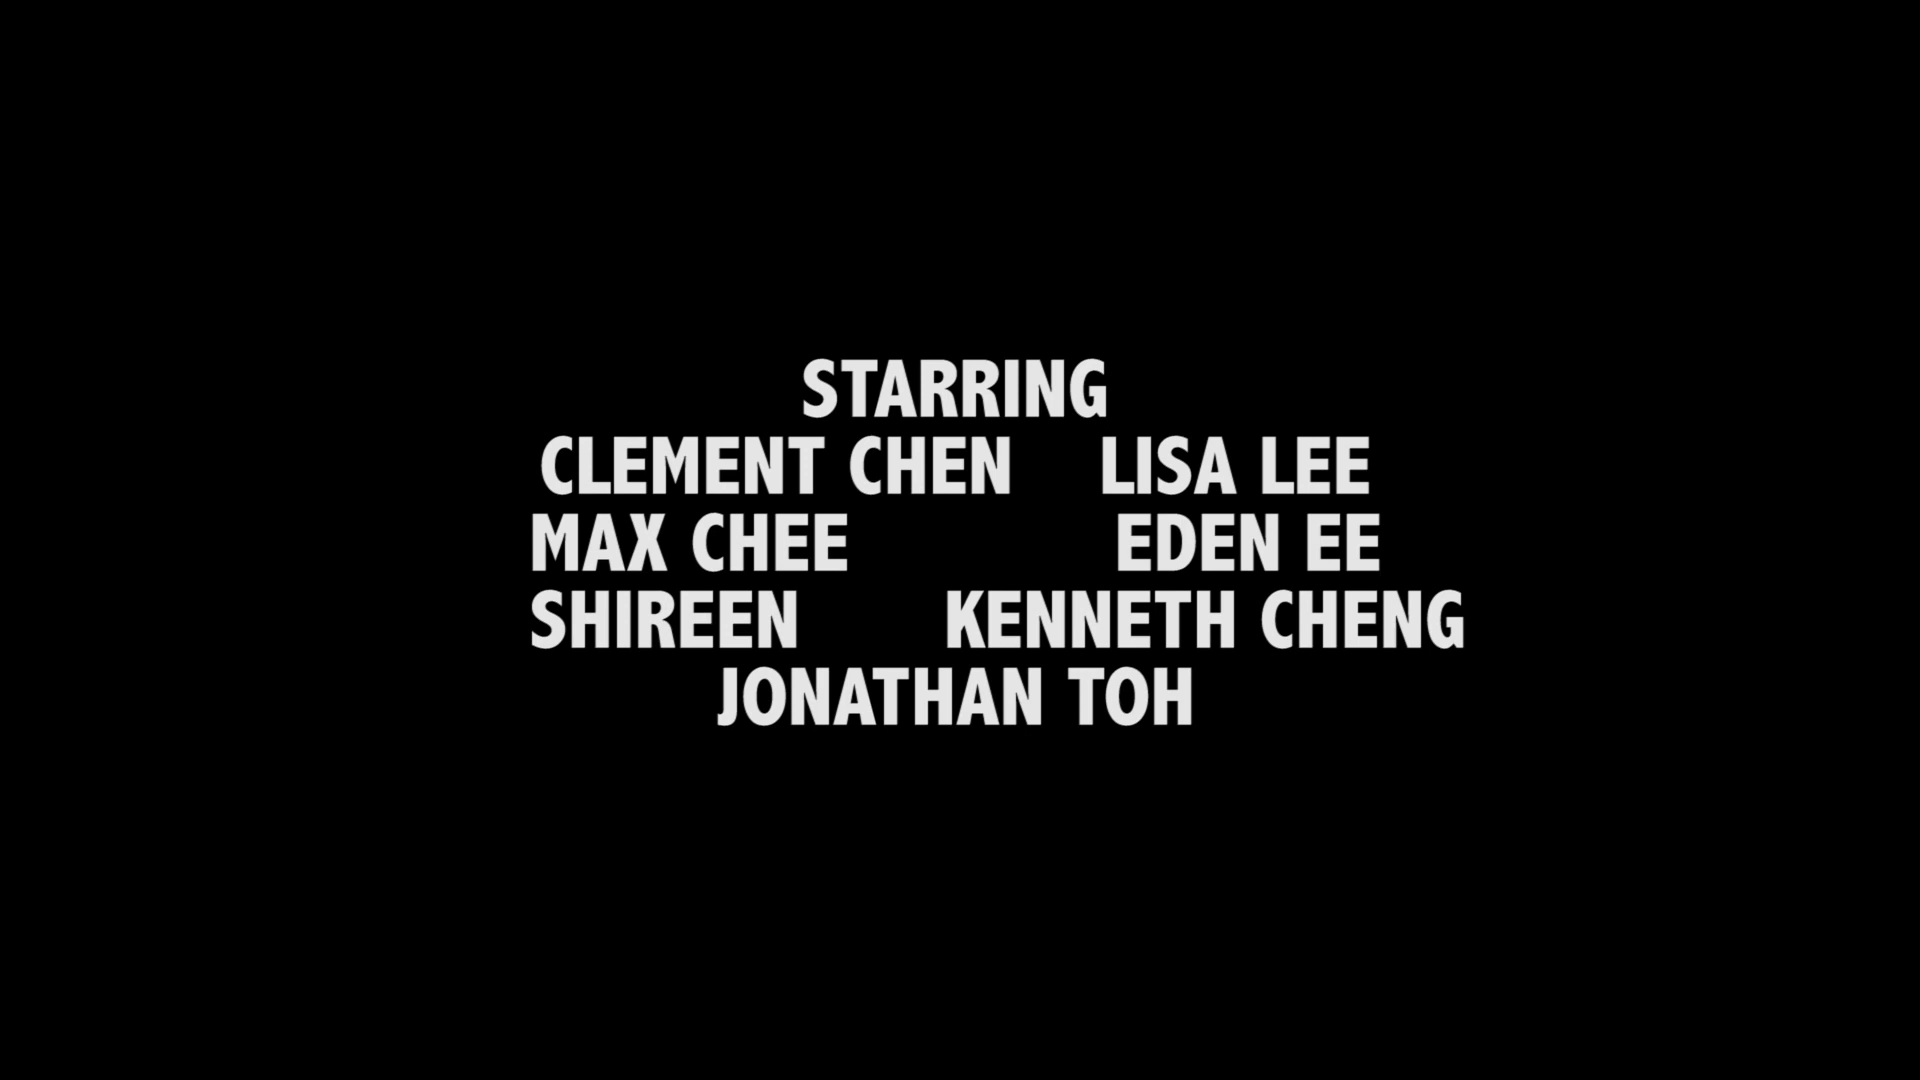 STARRING
CLEMENT CHEN LISA LEE
MAX CHEE EDEN EE
SHIREEN KENNETH CHENG
JONATHAN TOH